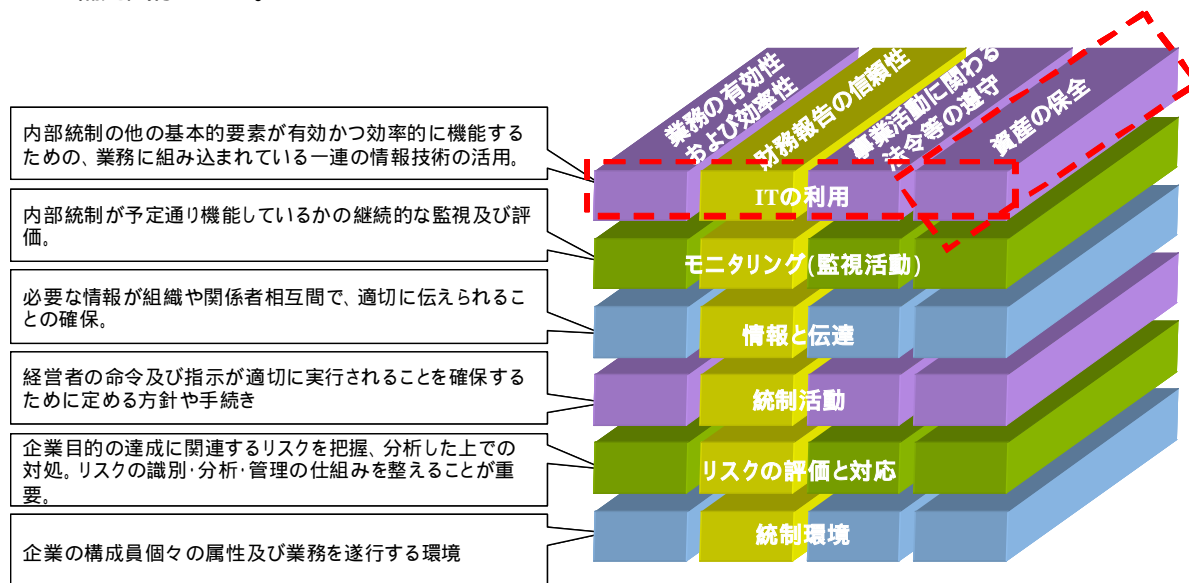 業務の有効性
および効率性
財務報告の信頼性
事業活動に関わる
法令等の遵守
資産の保全
内部統制の他の基本的要素が有効かつ効率的に機能する
ための、業務に組み込まれている一連の情報技術の活用。
ITの利用
内部統制が予定通り機能しているかの継続的な監視及び評
価。
モニタリング(監視活動)
必要な情報が組織や関係者相互間で、適切に伝えられるこ
との確保。
情報と伝達
経営者の命令及び指示が適切に実行されることを確保する
ために定める方針や手続き
統制活動
企業目的の達成に関連するリスクを把握、分析した上での
対処。リスクの識別・分析・管理の仕組みを整えることが重
要。
リスクの評価と対応
企業の構成員個々の属性及び業務を遂行する環境
統制環境